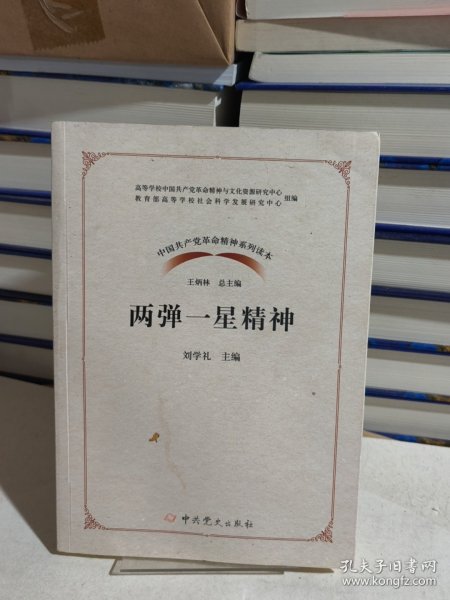 高等学校中国共产党革命精神与文化资源研究中心
教育部高等学校社会科学发展研究中心
组编
中国共产党革命精神系列读本
王炳林 总主编
两弹一星精神
刘学礼 主编
中共党史出版社
孔夫子旧书网
www.kongfz.com